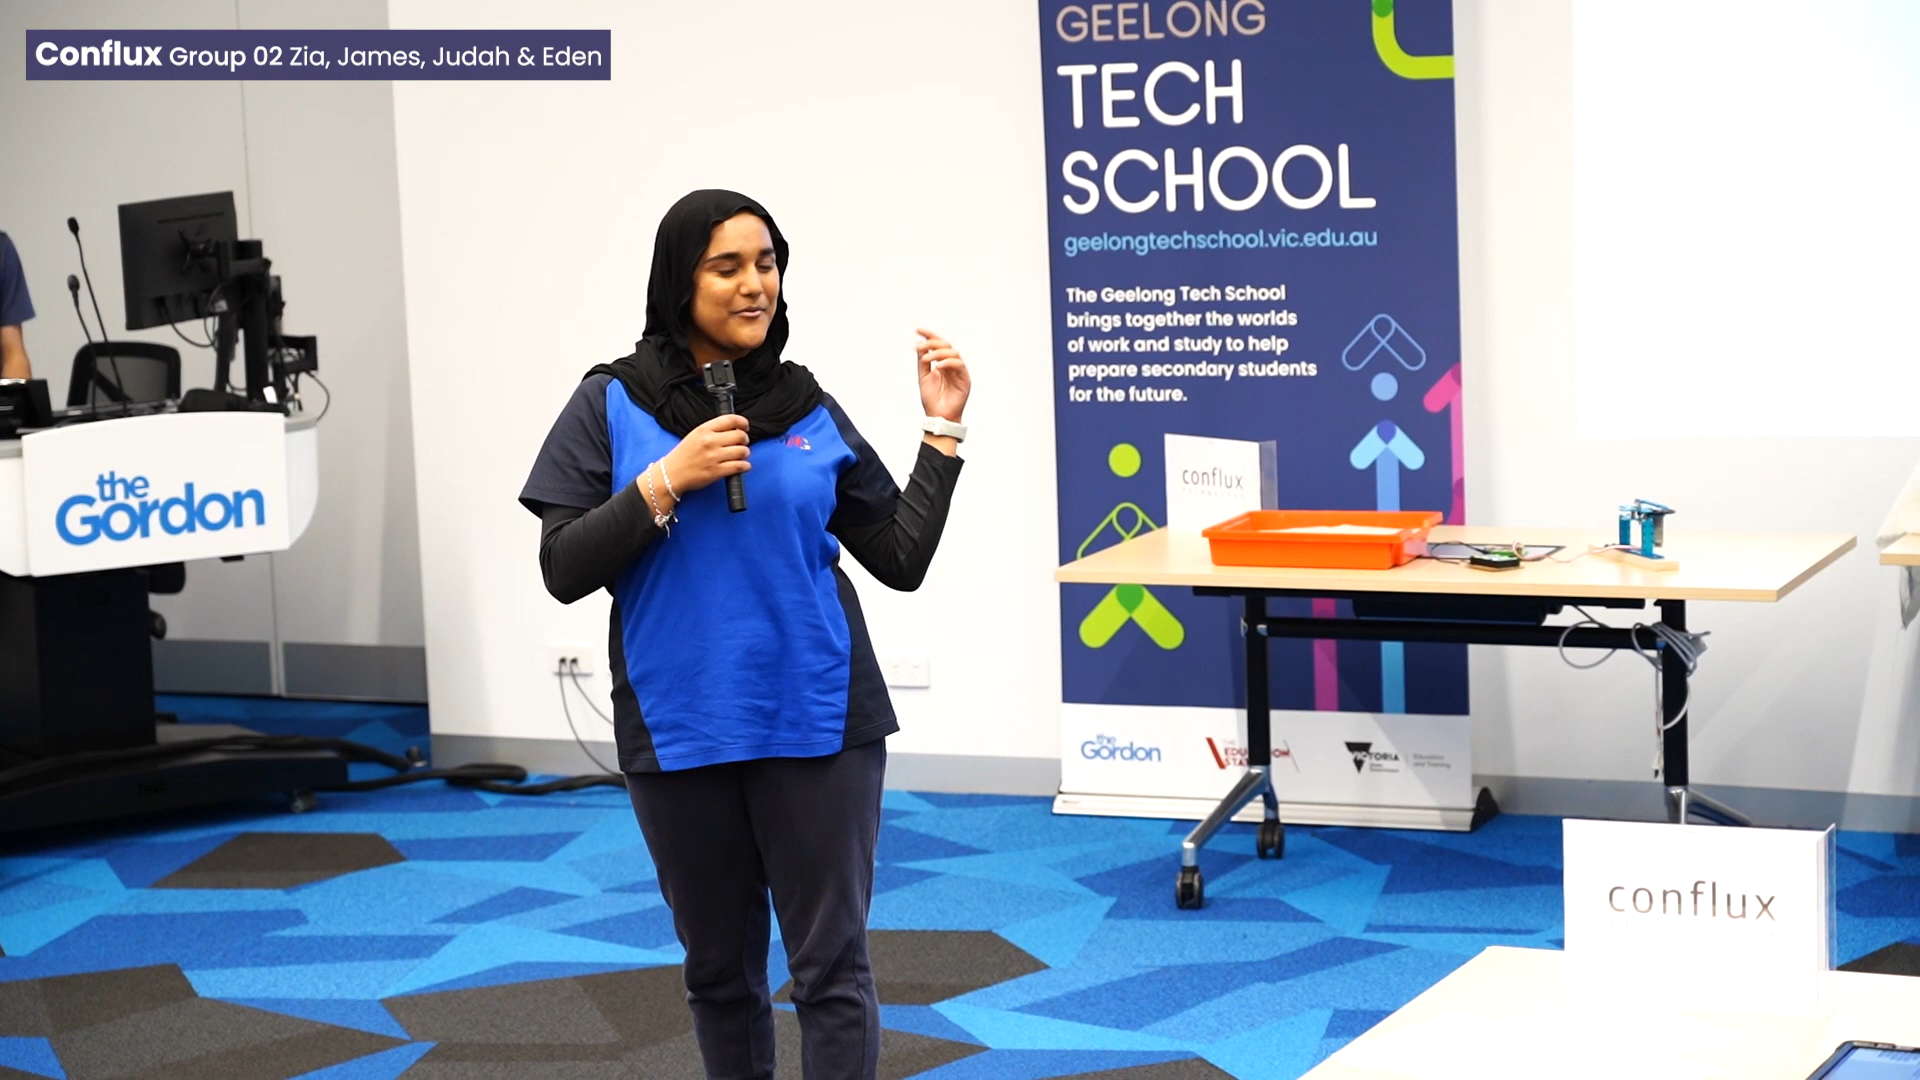 Conflux Group 02 Zia, James, Judah & Eden
GEELONG
TECH
SCHOOL
geelongtechschool.vic.edu.au
The Geelong Tech School
brings together the worlds
of work and study to help
prepare secondary students
for the future.
conflux
the
Gordon
the
Gordon
conflux